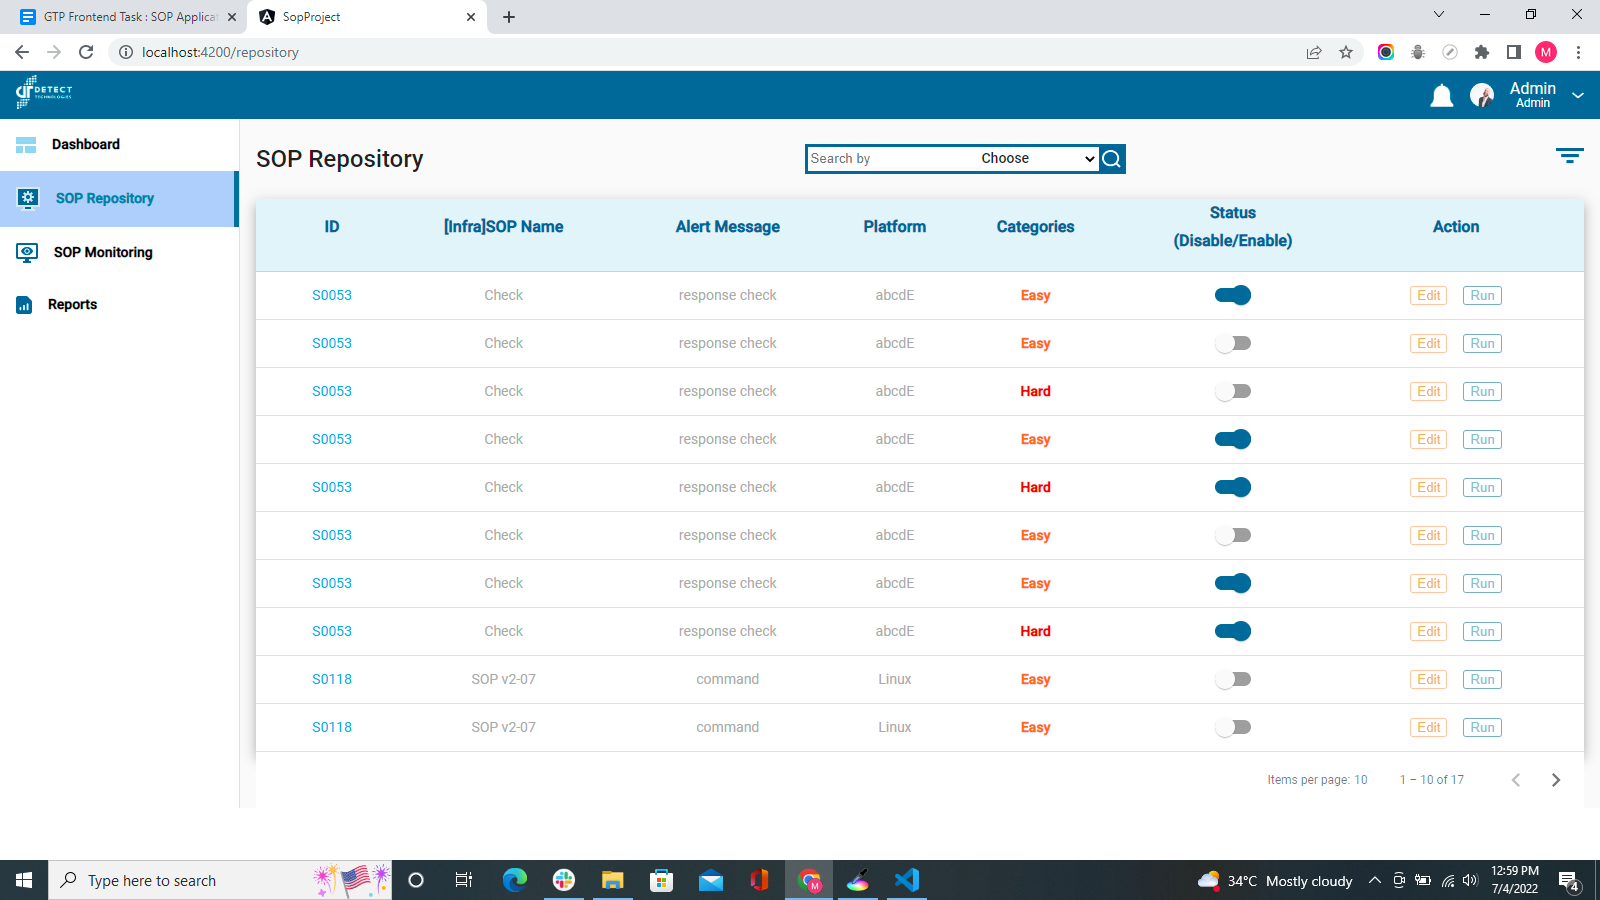 GTP Frontend Task : SOP Applicat
SopProject
localhost:4200/repository
M
DETECT
TECHNOLOGIES
Admin
Admin
Dashboard
SOP Repository
SOP Monitoring
Reports
SOP Repository
Search by Choose
ID [Infra]SOP Name Alert Message Platform Categories Status (Disable/Enable) Action
S0053 Check response check abcdE Easy Edit Run
S0053 Check response check abcdE Easy Edit Run
S0053 Check response check abcdE Hard Edit Run
S0053 Check response check abcdE Easy Edit Run
S0053 Check response check abcdE Hard Edit Run
S0053 Check response check abcdE Easy Edit Run
S0053 Check response check abcdE Easy Edit Run
S0053 Check response check abcdE Hard Edit Run
S0118 SOP v2-07 command Linux Easy Edit Run
S0118 SOP v2-07 command Linux Easy Edit Run
Items per page: 10 1 – 10 of 17
Type here to search
M
34°C Mostly cloudy
12:59 PM
7/4/2022
4